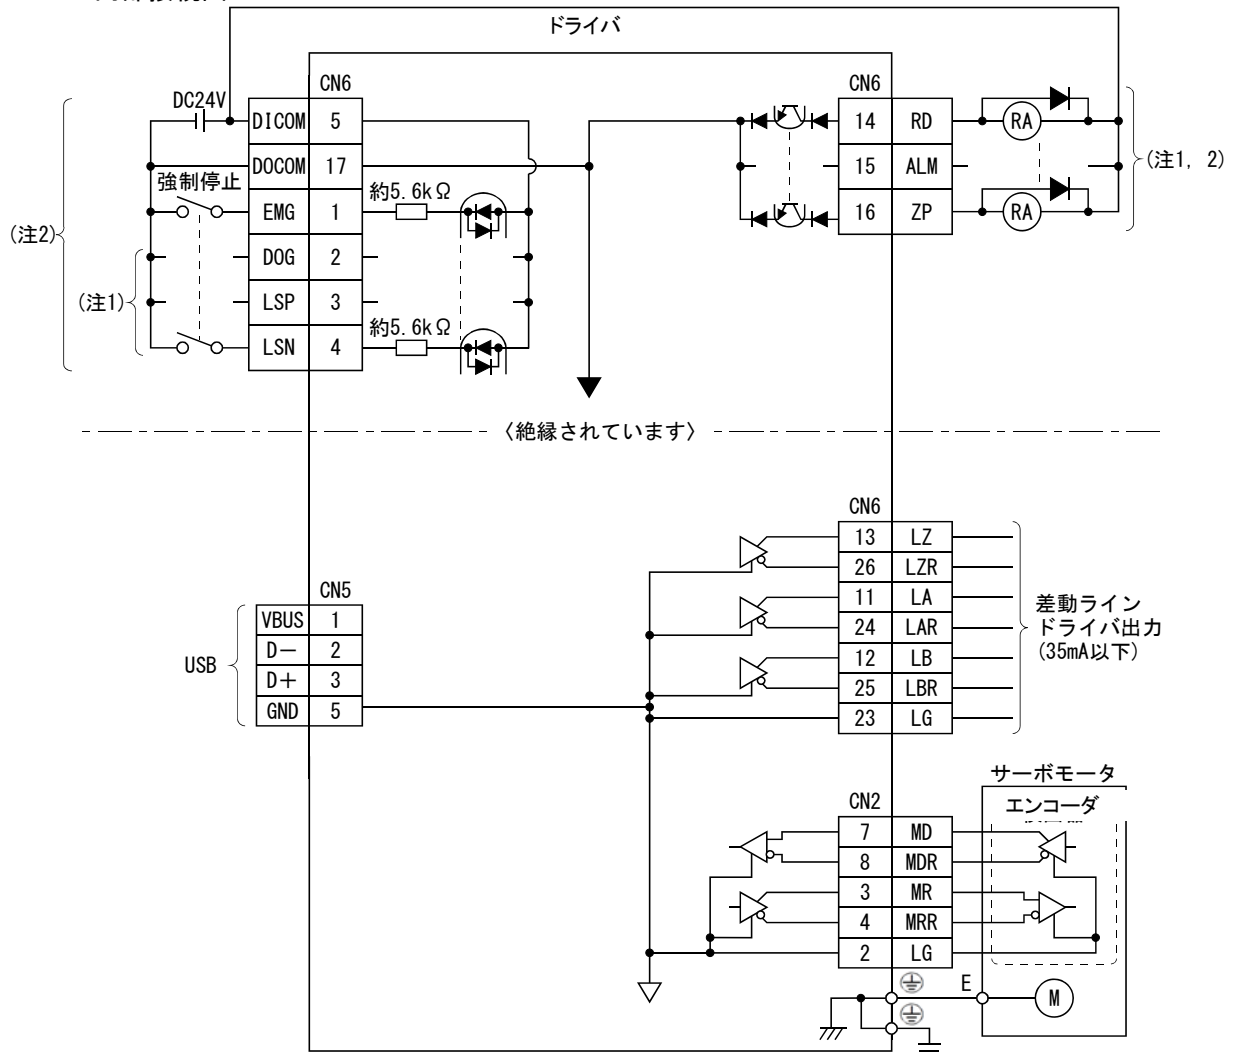 ドライバ
CN6
CN6
DC24V
DICOM 5
14 RD
RA
DOCOM 17
15 ALM
(注1, 2)
強制停止
約5.6kΩ
EMG 1
16 ZP
RA
(注2)
DOG 2
(注1)
LSP 3
約5.6kΩ
LSN 4
〈絶縁されています〉
CN6
13 LZ
26 LZR
11 LA
24 LAR
12 LB
25 LBR
23 LG
差動ライン
ドライバ出力
(35mA以下)
CN5
USB
VBUS 1
D− 2
D+ 3
GND 5
サーボモータ
エンコーダ
CN2
7 MD
8 MDR
3 MR
4 MRR
2 LG
E
M